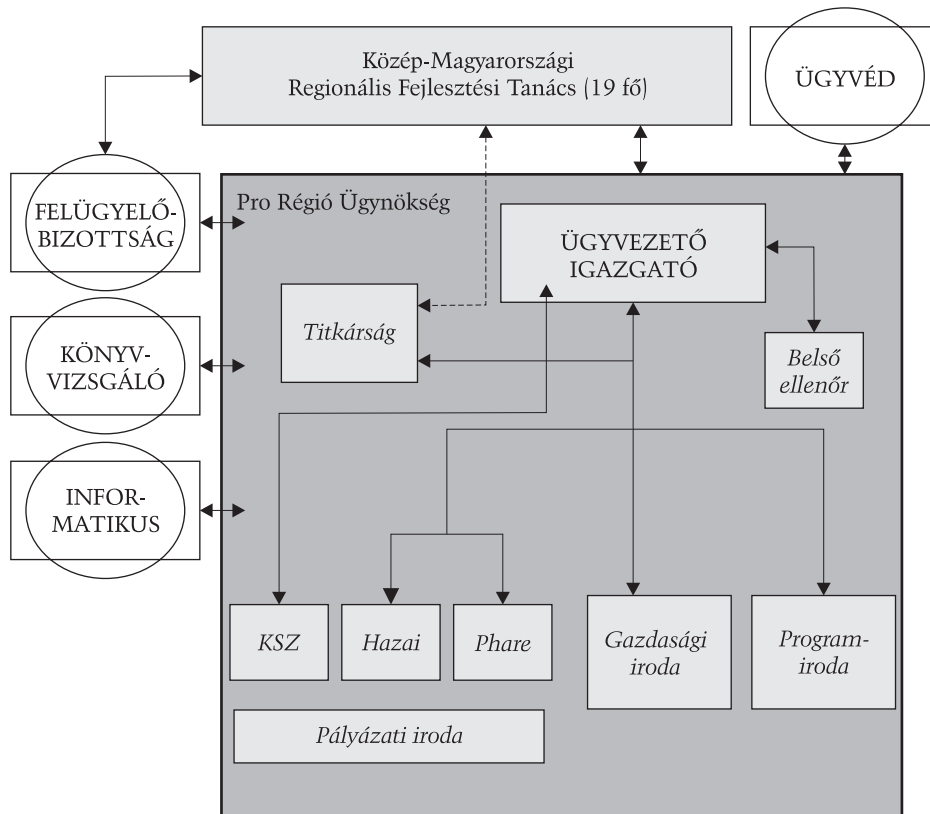 Közép-Magyarországi
Regionális Fejlesztési Tanács (19 fő)
ÜGYVÉD
FELÜGYELŐ-
BIZOTTSÁG
Pro Régió Ügynökség
ÜGYVEZETŐ
IGAZGATÓ
Titkárság
KÖNYV-
VIZSGÁLÓ
Belső
ellenőr
INFOR-
MATIKUS
KSZ
Hazai
Phare
Gazdasági
iroda
Program-
iroda
Pályázati iroda